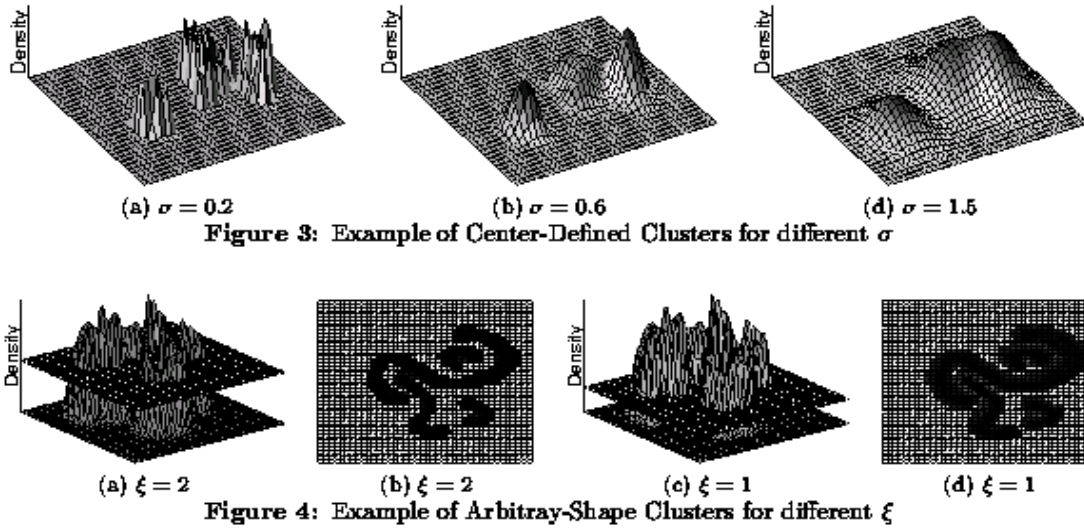 Density
Density
Density
(a) σ = 0.2
(b) σ = 0.6
(d) σ = 1.5
Figure 3: Example of Center-Defined Clusters for different σ
Density
Density
(a) ξ = 2
(b) ξ = 2
(c) ξ = 1
(d) ξ = 1
Figure 4: Example of Arbitray-Shape Clusters for different ξ